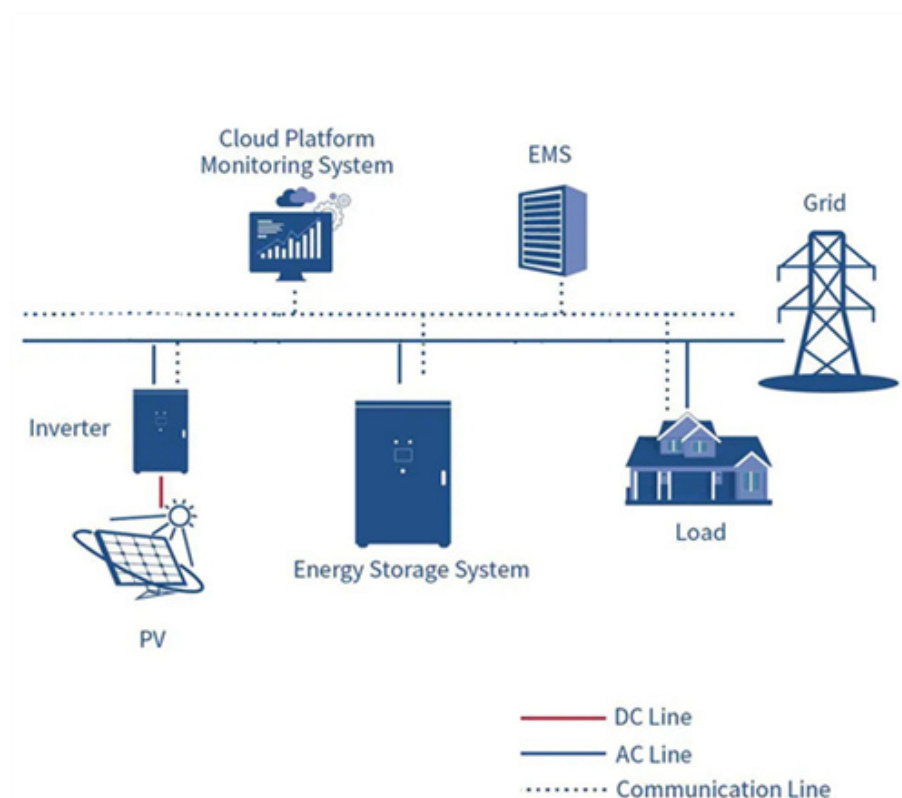 Cloud Platform
Monitoring System
EMS
Grid
Inverter
Energy Storage System
Load
PV
DC Line
AC Line
Communication Line